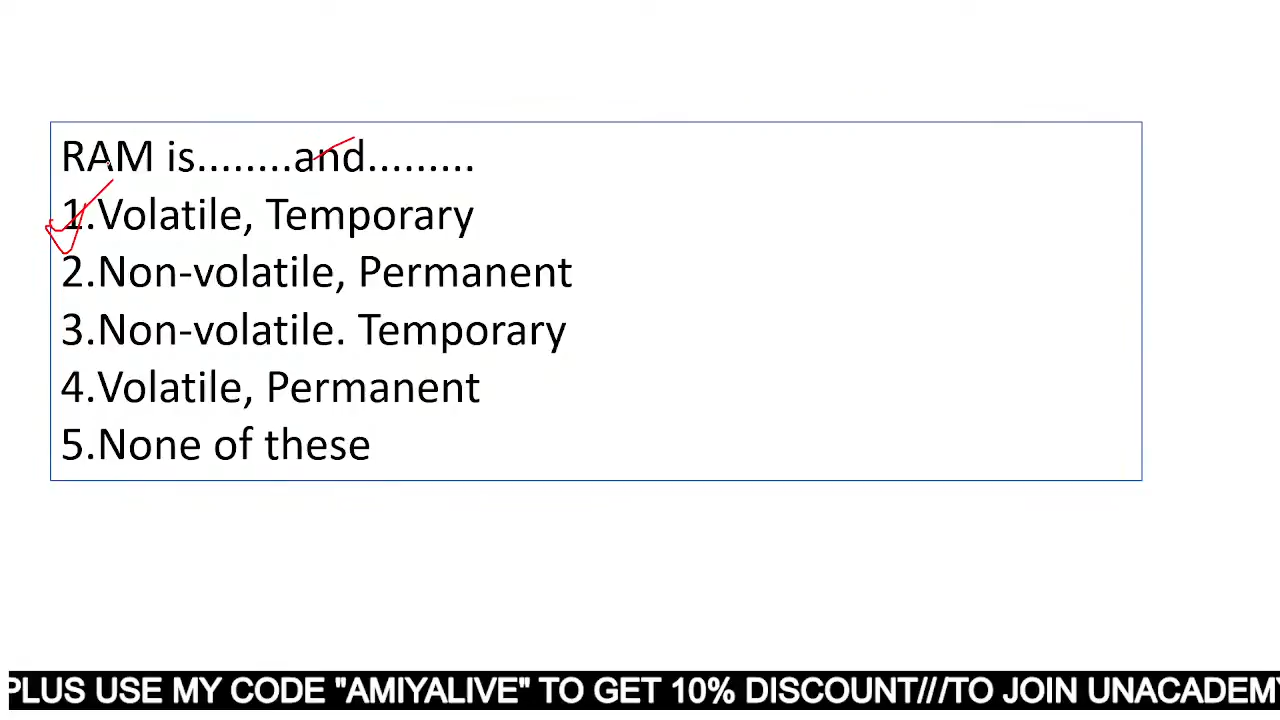 RAM is........and.........
1.Volatile, Temporary
2.Non-volatile, Permanent
3.Non-volatile. Temporary
4.Volatile, Permanent
5.None of these
PLUS USE MY CODE "AMIYALIVE" TO GET 10% DISCOUNT///TO JOIN UNACADEMY